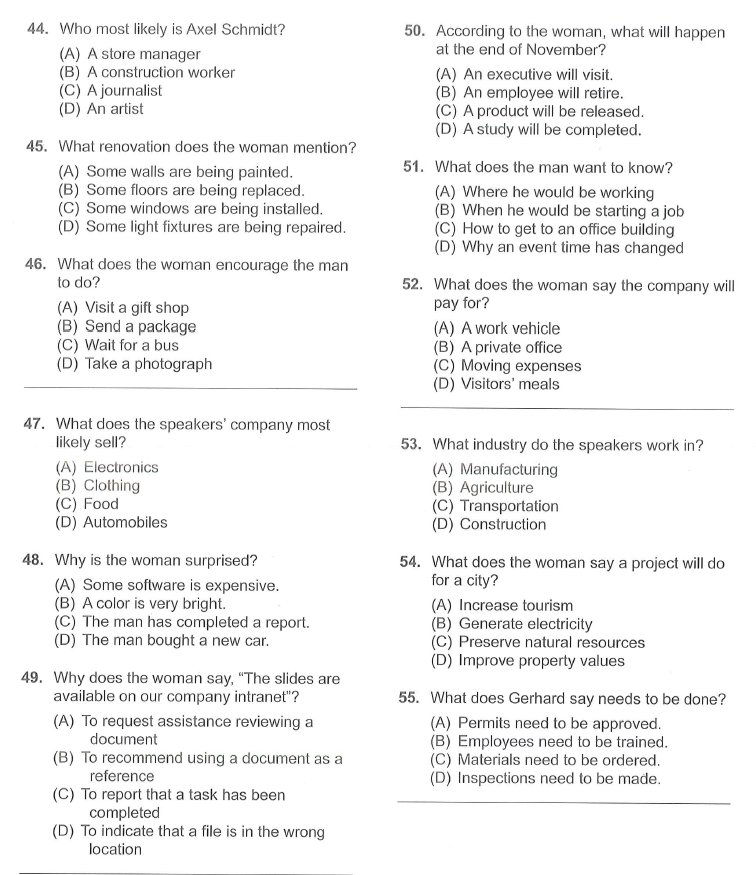 44. Who most likely is Axel Schmidt?
(A) A store manager
(B) A construction worker
(C) A journalist
(D) An artist
45. What renovation does the woman mention?
(A) Some walls are being painted.
(B) Some floors are being replaced.
(C) Some windows are being installed.
(D) Some light fixtures are being repaired.
46. What does the woman encourage the man
to do?
(A) Visit a gift shop
(B) Send a package
(C) Wait for a bus
(D) Take a photograph
47. What does the speakers' company most
likely sell?
(A) Electronics
(B) Clothing
(C) Food
(D) Automobiles
48. Why is the woman surprised?
(A) Some software is expensive.
(B) A color is very bright.
(C) The man has completed a report.
(D) The man bought a new car.
49. Why does the woman say, "The slides are
available on our company intranet"?
(A) To request assistance reviewing a
document
(B) To recommend using a document as a
reference
(C) To report that a task has been
completed
(D) To indicate that a file is in the wrong
location
50. According to the woman, what will happen
at the end of November?
(A) An executive will visit.
(B) An employee will retire.
(C) A product will be released.
(D) A study will be completed.
51. What does the man want to know?
(A) Where he would be working
(B) When he would be starting a job
(C) How to get to an office building
(D) Why an event time has changed
52. What does the woman say the company will
pay for?
(A) A work vehicle
(B) A private office
(C) Moving expenses
(D) Visitors' meals
53. What industry do the speakers work in?
(A) Manufacturing
(B) Agriculture
(C) Transportation
(D) Construction
54. What does the woman say a project will do
for a city?
(A) Increase tourism
(B) Generate electricity
(C) Preserve natural resources
(D) Improve property values
55. What does Gerhard say needs to be done?
(A) Permits need to be approved.
(B) Employees need to be trained.
(C) Materials need to be ordered.
(D) Inspections need to be made.